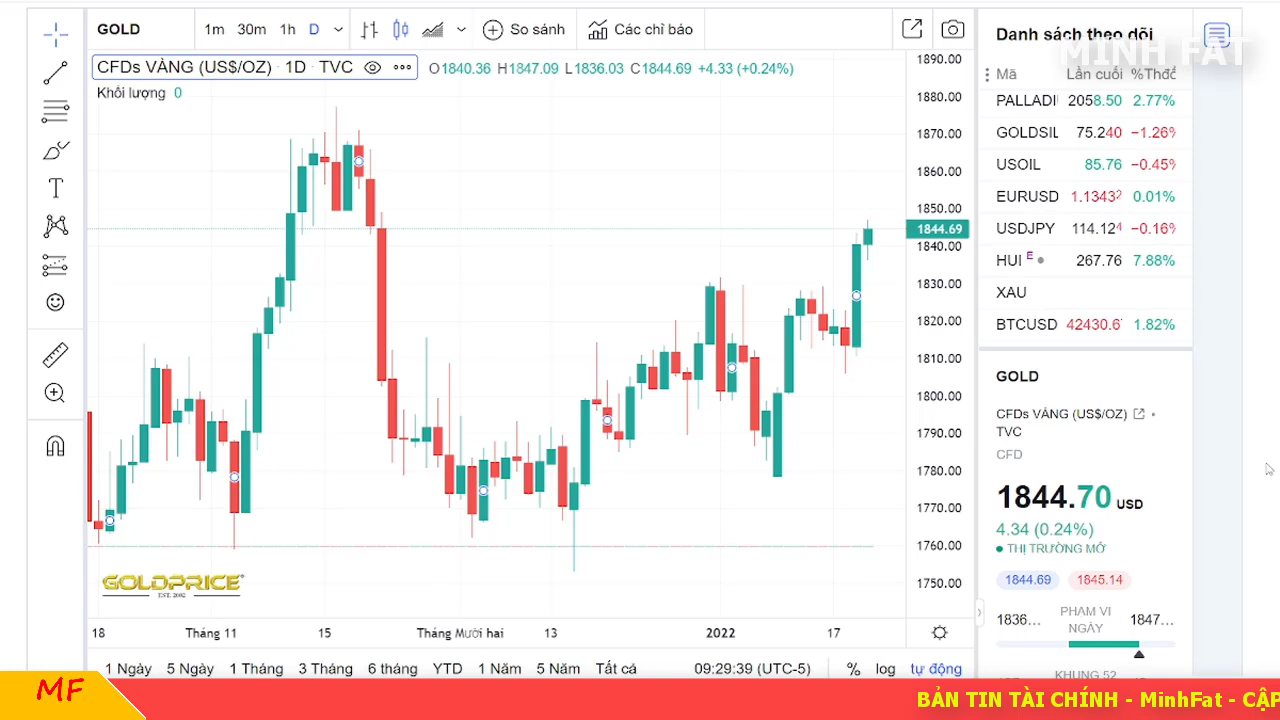 GOLD
1m 30m 1h D
So sánh
Các chỉ báo
CFDs VÀNG (US$/OZ) · 1D · TVC
O1840.36 H1847.09 L1836.03 C1844.69 +4.33 (+0.24%)
Khối lượng 0
1890.00
1880.00
1870.00
1860.00
1850.00
1844.69
1840.00
1830.00
1820.00
1810.00
1800.00
1790.00
1780.00
1770.00
1760.00
1750.00
GOLDPRICE
EST. 2002
18 Tháng 11 15 Tháng Mười hai 13 2022 17
1 Ngày 5 Ngày 1 Tháng 3 Tháng 6 tháng YTD 1 Năm 5 Năm Tất cả
09:29:39 (UTC-5) % log tự động
Danh sách theo dõi
MINH FAT
Mã Lần cuối %Thđc
PALLADI 2058.50 2.77%
GOLDSIL 75.240 −1.26%
USOIL 85.76 −0.45%
EURUSD 1.13432 0.01%
USDJPY 114.124 −0.16%
HUI E 267.76 7.88%
XAU
BTCUSD 42430.6 1.82%
GOLD
CFDs VÀNG (US$/OZ) •
TVC
CFD
1844.70 USD
4.34 (0.24%)
THỊ TRƯỜNG MỞ
1844.69 1845.14
1836... PHẠM VI NGÀY 1847...
KHUNG 52
MF
BẢN TIN TÀI CHÍNH - MinhFat - CẬP